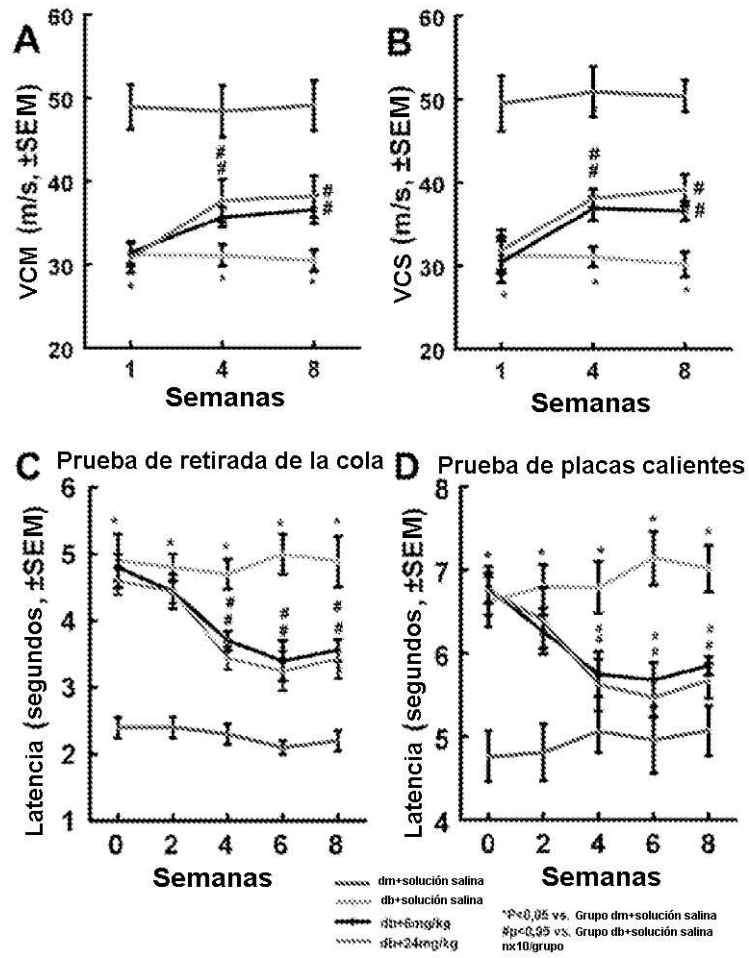 A
VCM (m/s, ±SEM)
60
50
40
30
20
*
*
*
##
##
1
4
8
Semanas
B
VCS (m/s, ±SEM)
60
50
40
30
20
*
*
*
##
##
1
4
8
Semanas
C Prueba de retirada de la cola
Latencia (segundos, ±SEM)
6
5
4
3
2
1
* * * * *
0 2 4 6 8
Semanas
D Prueba de placas calientes
Latencia (segundos, ±SEM)
8
7
6
5
4
* * * * *
0 2 4 6 8
Semanas
dm+solución salina
db+solución salina
db+6mg/kg
db+24mg/kg
*P<0,05 vs. Grupo dm+solución salina
vs. Grupo db+solución salina